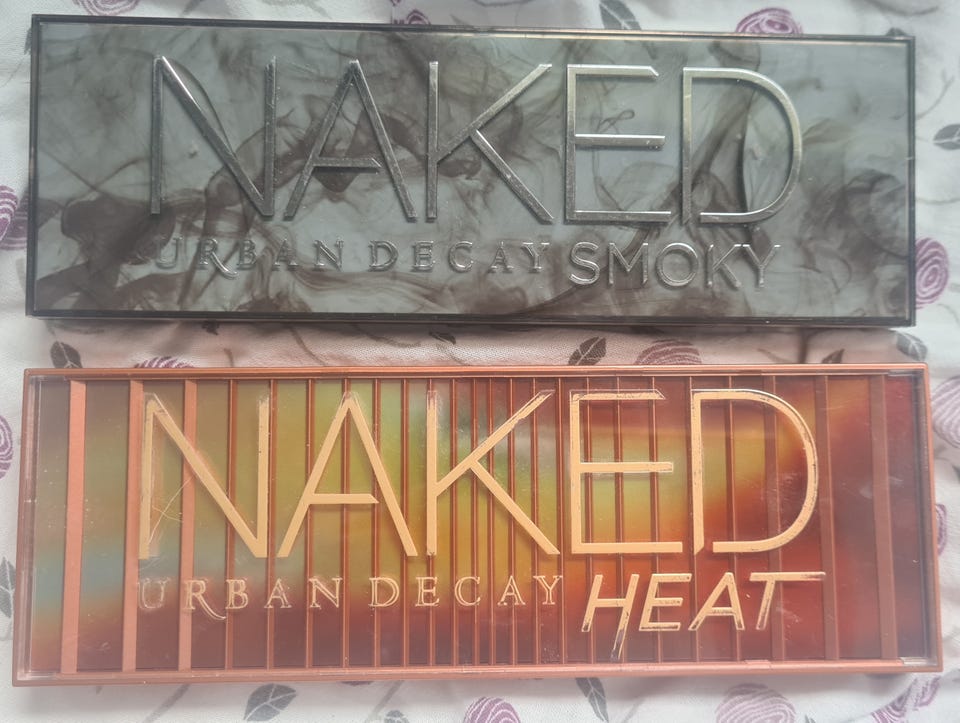 NAKED
URBAN DECAY SMOKY
NAKED
URBAN DECAY HEAT